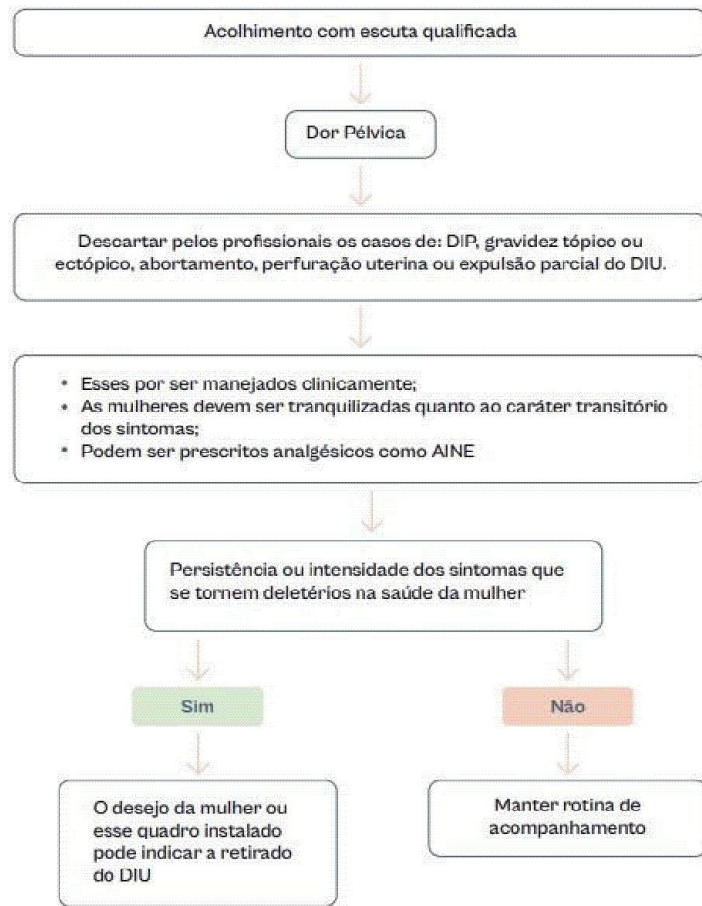 Acolhimento com escuta qualificada
Dor Pélvica
Descartar pelos profissionais os casos de: DIP, gravidez tópico ou
ectópico, abortamento, perfuração uterina ou expulsão parcial do DIU.
• Esses por ser manejados clinicamente;
• As mulheres devem ser tranquilizadas quanto ao caráter transitório
dos sintomas;
• Podem ser prescritos analgésicos como AINE
Persistência ou intensidade dos sintomas que
se tornem deletérios na saúde da mulher
Sim
Não
O desejo da mulher ou
esse quadro instalado
pode indicar a retirado
do DIU
Manter rotina de
acompanhamento